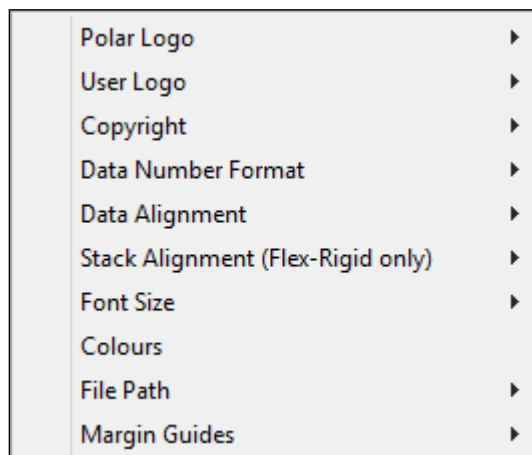 Polar Logo
User Logo
Copyright
Data Number Format
Data Alignment
Stack Alignment (Flex-Rigid only)
Font Size
Colours
File Path
Margin Guides